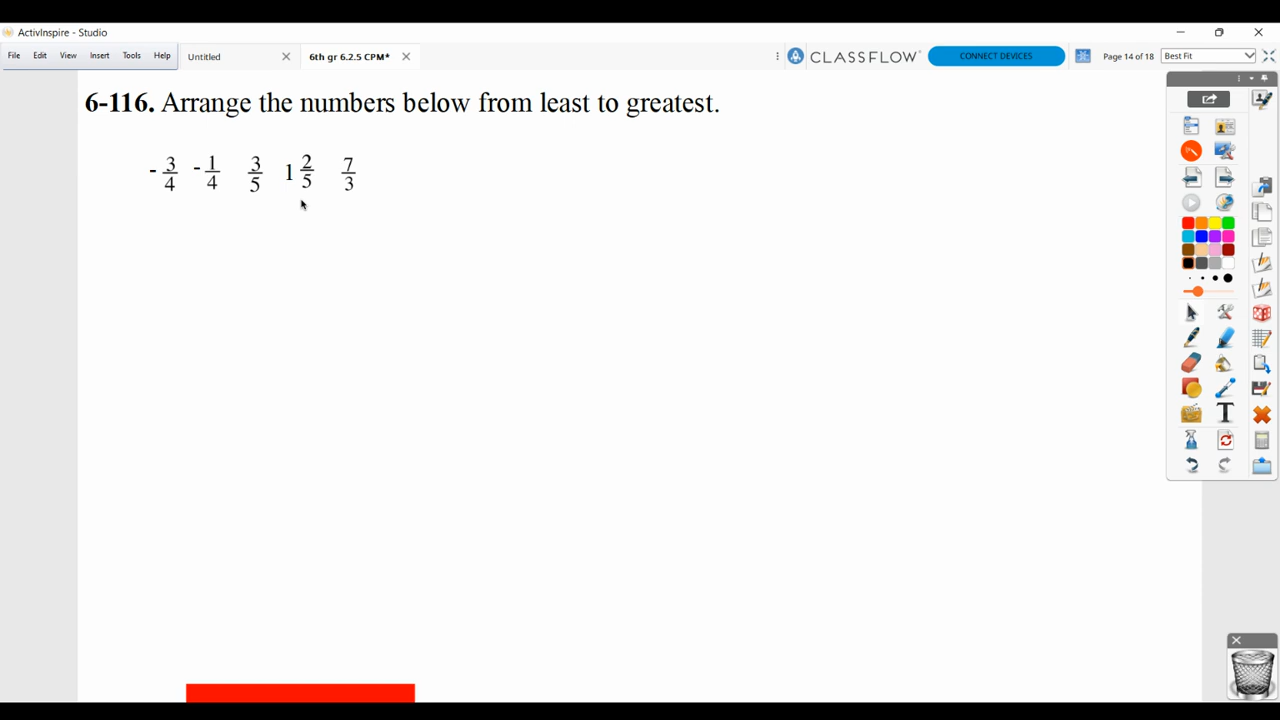 ActivInspire - Studio
File Edit View Insert Tools Help Untitled 6th gr 6.2.5 CPM* CLASSFLOW CONNECT DEVICES Page 14 of 18 Best Fit
6-116. Arrange the numbers below from least to greatest.
-3/4 -1/4 3/5 1 2/5 7/3
T